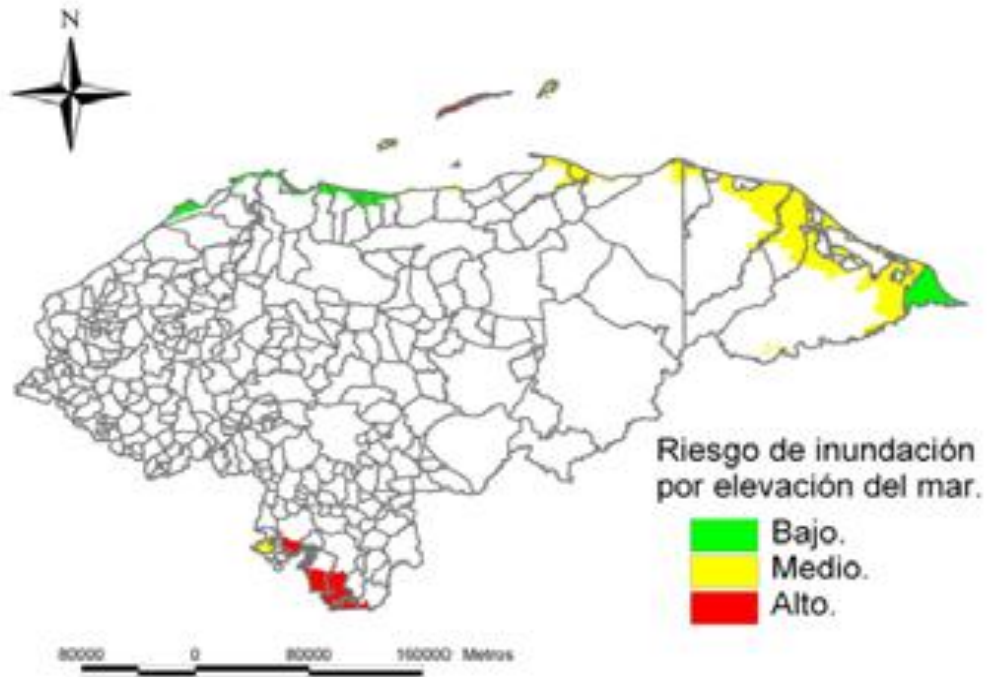 N
Riesgo de inundación
por elevación del mar.
Bajo.
Medio.
Alto.
80000 0 80000 160000 Metros